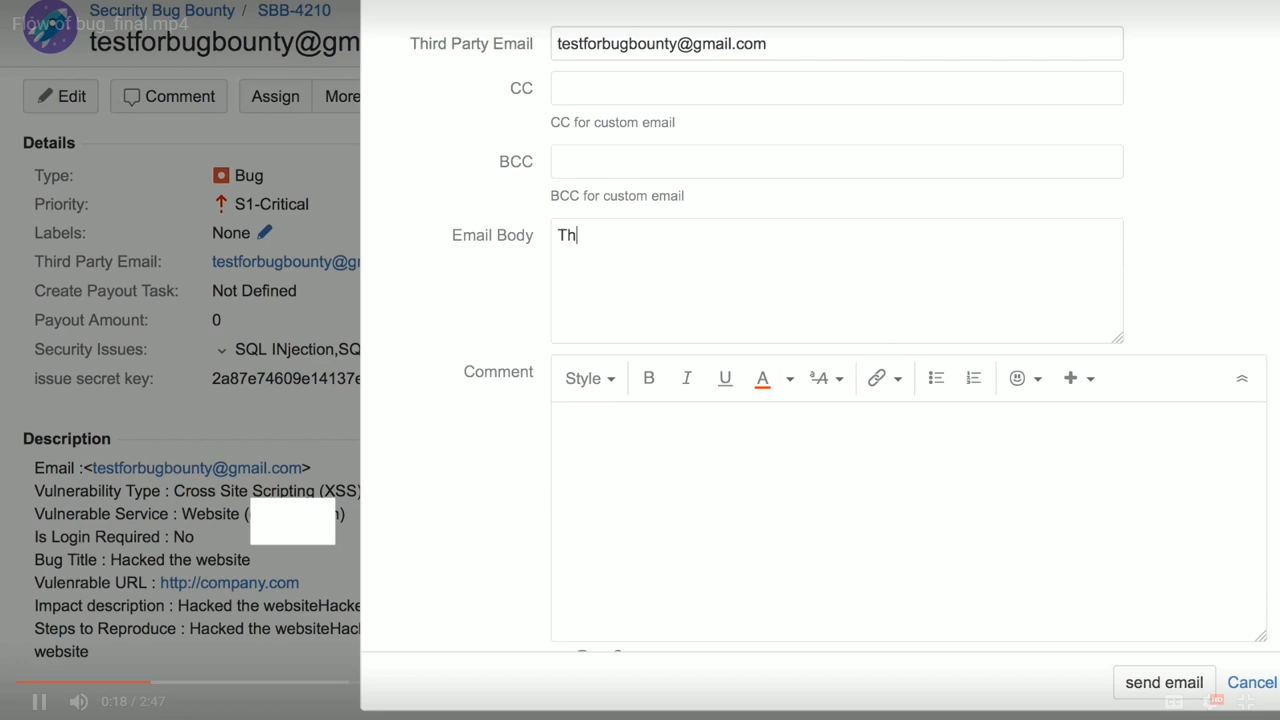 Flow of bug_final.mp4
Security Bug Bounty / SBB-4210
testforbugbounty@gm
Edit Comment Assign More
Details
Type: Bug
Priority: S1-Critical
Labels: None
Third Party Email: testforbugbounty@gr
Create Payout Task: Not Defined
Payout Amount: 0
Security Issues: SQL INjection,SQ
issue secret key: 2a87e74609e14137e
Description
Email :<testforbugbounty@gmail.com>
Vulnerability Type : Cross Site Scripting (XSS)
Vulnerable Service : Website (
Is Login Required : No
Bug Title : Hacked the website
Vulenrable URL : http://company.com
Impact description : Hacked the websiteHacke
Steps to Reproduce : Hacked the websiteHac
website
0:18 / 2:47
Third Party Email testforbugbounty@gmail.com
CC
CC for custom email
BCC
BCC for custom email
Email Body Th
Comment
Style B I U A ªA
send email Cancel